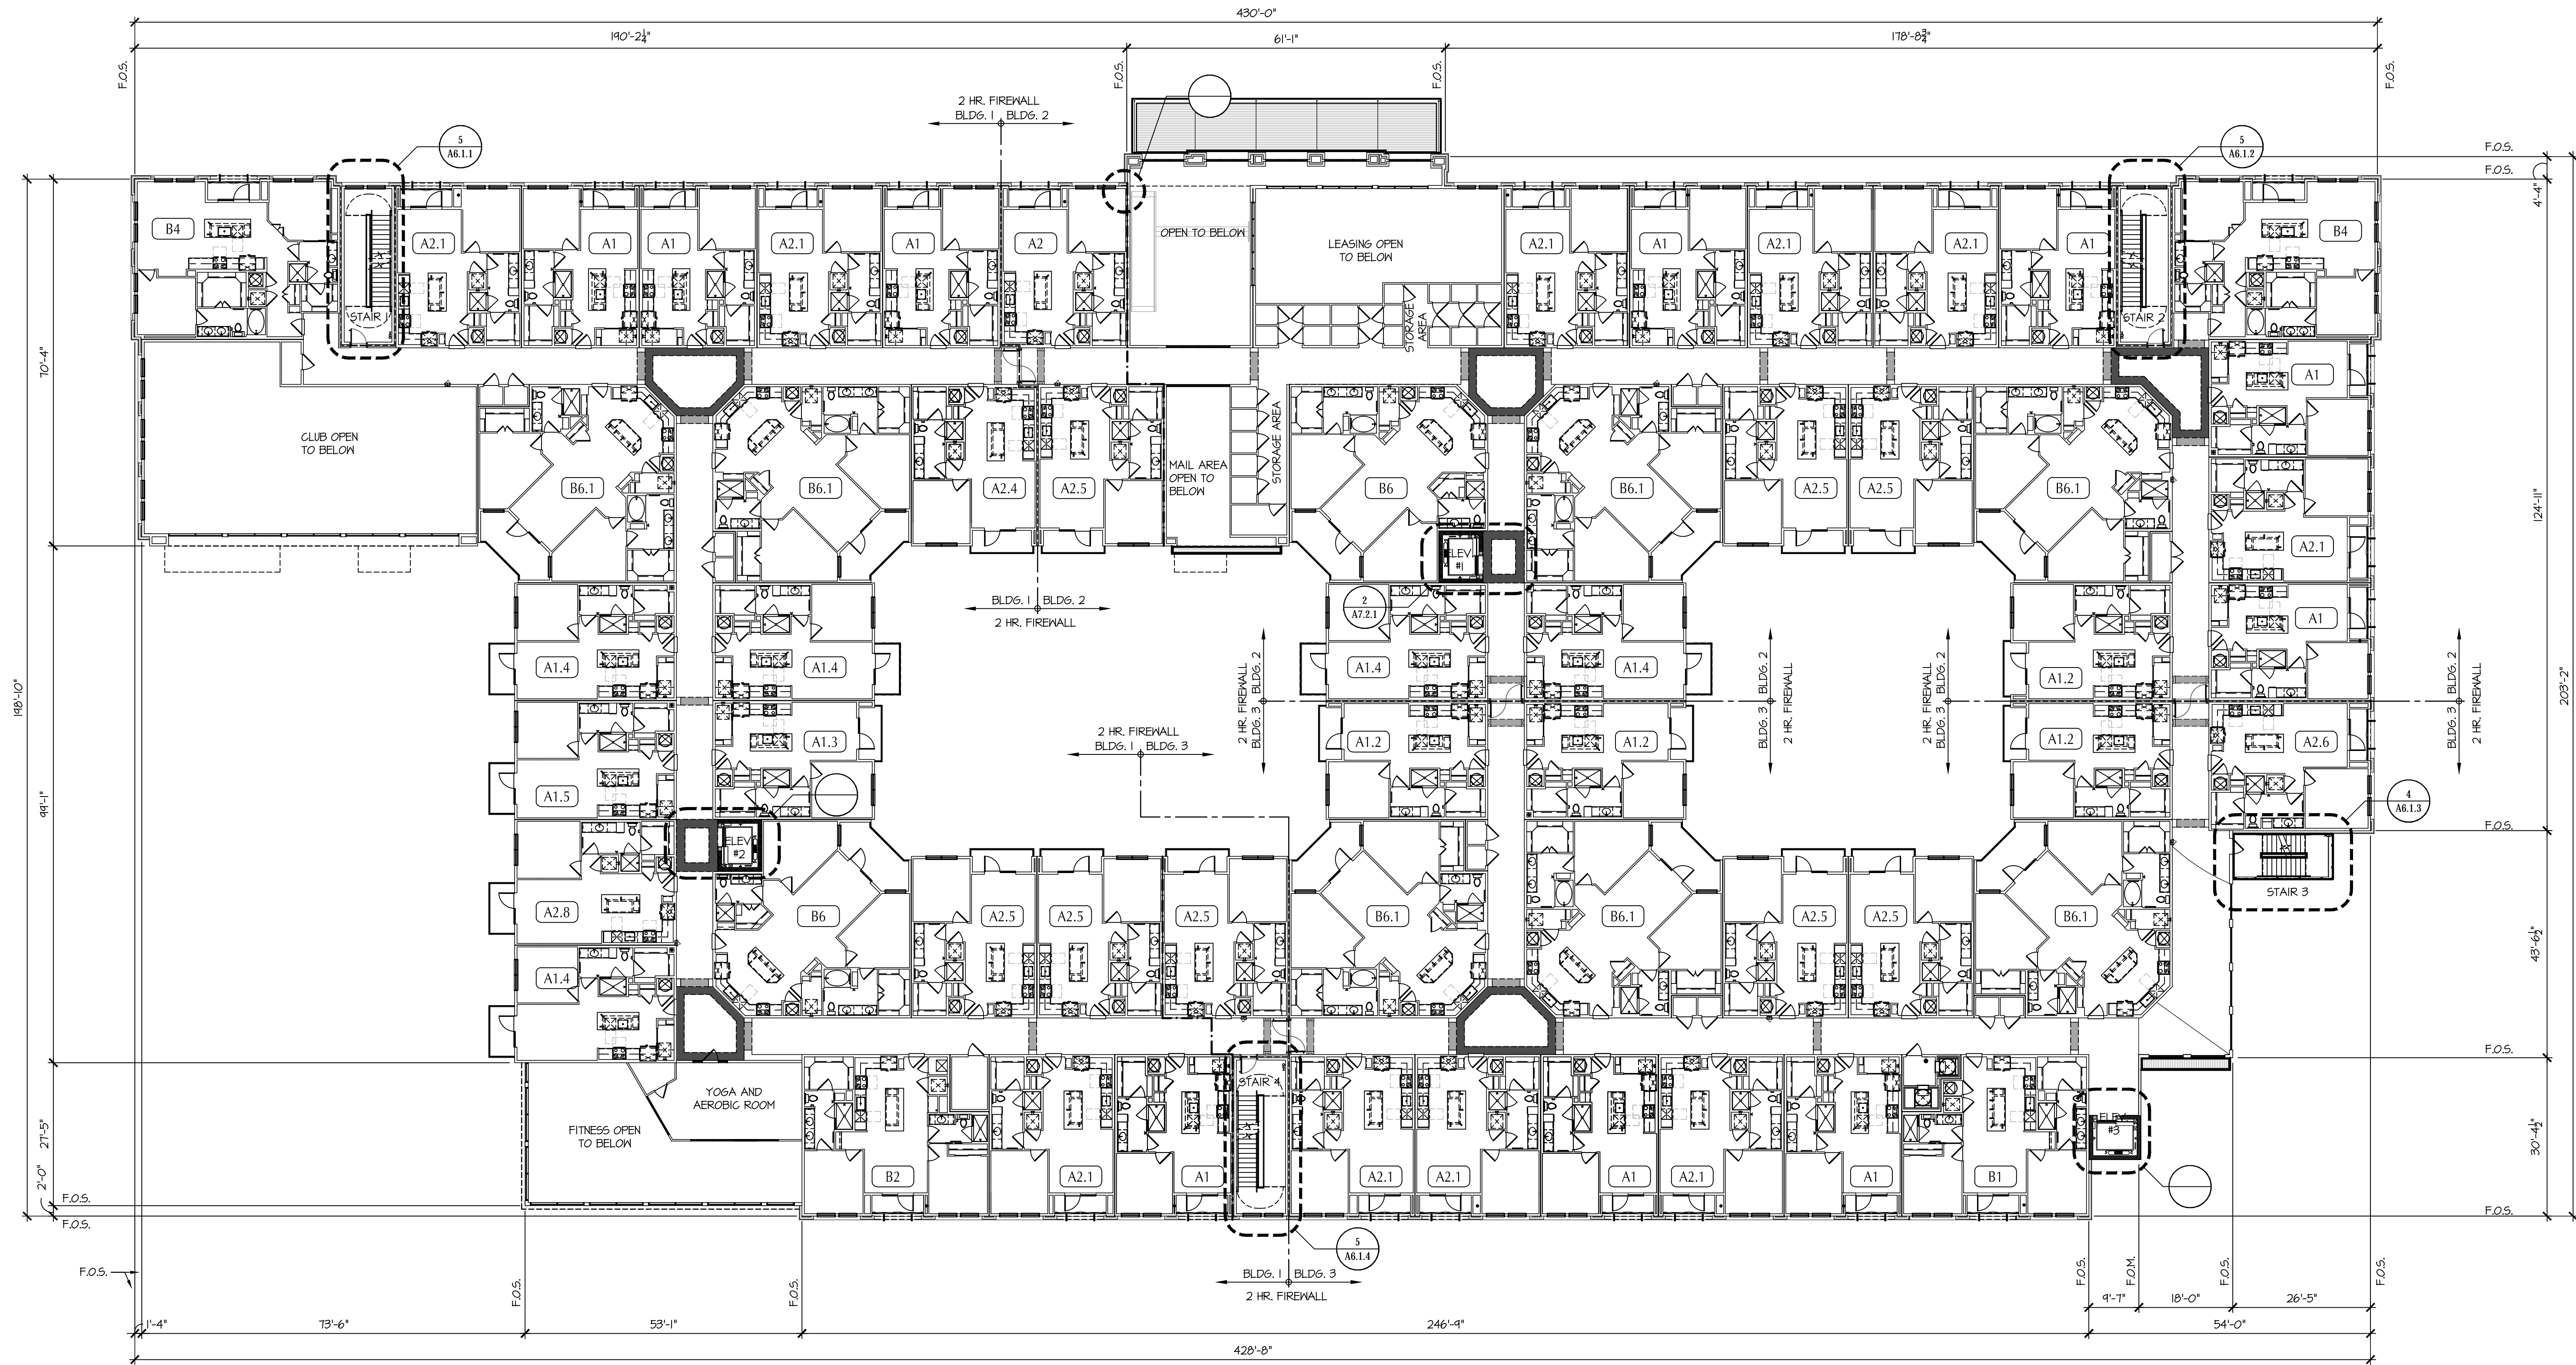 430'-0"
190'-2¼"
61'-1"
178'-8¾"
F.O.S.
F.O.S.
F.O.S.
F.O.S.
2 HR. FIREWALL
BLDG. 1 BLDG. 2
5
A6.1.1
5
A6.1.2
F.O.S.
F.O.S.
4'-4"
B4
A2.1
A1
A1
A2.1
A1
A2
OPEN TO BELOW
LEASING OPEN
TO BELOW
A2.1
A1
A2.1
A2.1
A1
B4
STAIR 1
STORAGE
AREA
STAIR 2
70'-4"
A1
CLUB OPEN
TO BELOW
B6.1
B6.1
A2.4
A2.5
MAIL AREA
OPEN TO
BELOW
STORAGE AREA
B6
B6.1
A2.5
A2.5
B6.1
124'-11"
A2.1
ELEV.
#1
2
A7.2.1
BLDG. 1 BLDG. 2
2 HR. FIREWALL
A1
A1.4
A1.4
A1.4
A1.4
A1.2
2 HR. FIREWALL
BLDG. 3 BLDG. 2
BLDG. 3 BLDG. 2
2 HR. FIREWALL
2 HR. FIREWALL
BLDG. 3 BLDG. 2
BLDG. 3 BLDG. 2
2 HR. FIREWALL
198'-10"
203'-2"
2 HR. FIREWALL
BLDG. 1 BLDG. 3
A1.5
A1.3
A1.2
A1.2
A1.2
A2.6
99'-1"
4
A6.1.3
F.O.S.
ELEV.
#2
STAIR 3
A2.8
B6
A2.5
A2.5
A2.5
B6.1
B6.1
A2.5
A2.5
B6.1
43'-6½"
A1.4
F.O.S.
YOGA AND
AEROBIC ROOM
STAIR 4
FITNESS OPEN
TO BELOW
ELEV.
#3
27'-5"
30'-4½"
B2
A2.1
A1
A2.1
A2.1
A1
A2.1
A1
B1
2'-0"
F.O.S.
F.O.S.
F.O.S.
5
A6.1.4
F.O.S.
BLDG. 1 BLDG. 3
2 HR. FIREWALL
F.O.S.
F.O.S.
F.O.S.
F.O.M.
F.O.S.
F.O.S.
9'-7"
18'-0"
26'-5"
1'-4"
73'-6"
53'-1"
246'-9"
54'-0"
428'-8"